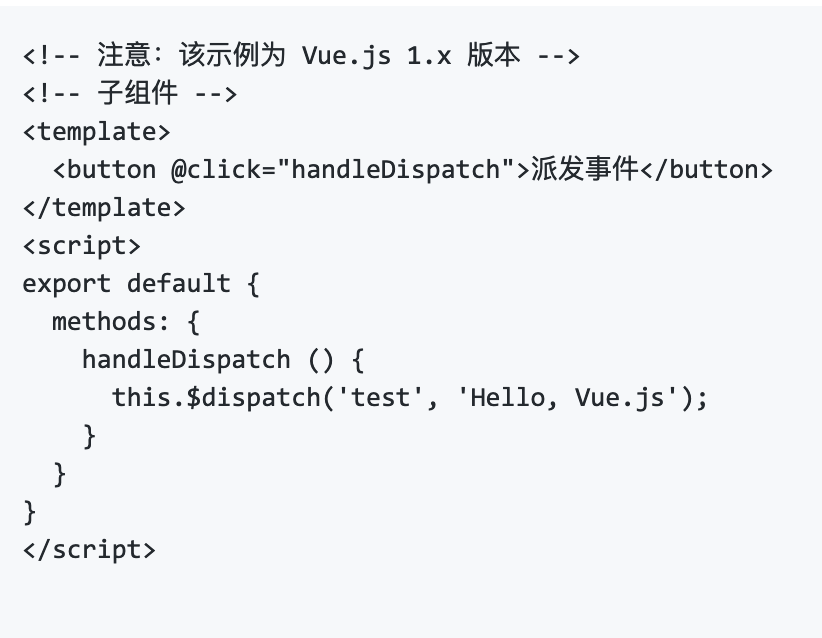 <!-- 注意：该示例为 Vue.js 1.x 版本 -->
<!-- 子组件 -->
<template>
  <button @click="handleDispatch">派发事件</button>
</template>
<script>
export default {
  methods: {
    handleDispatch () {
      this.$dispatch('test', 'Hello, Vue.js');
    }
  }
}
</script>